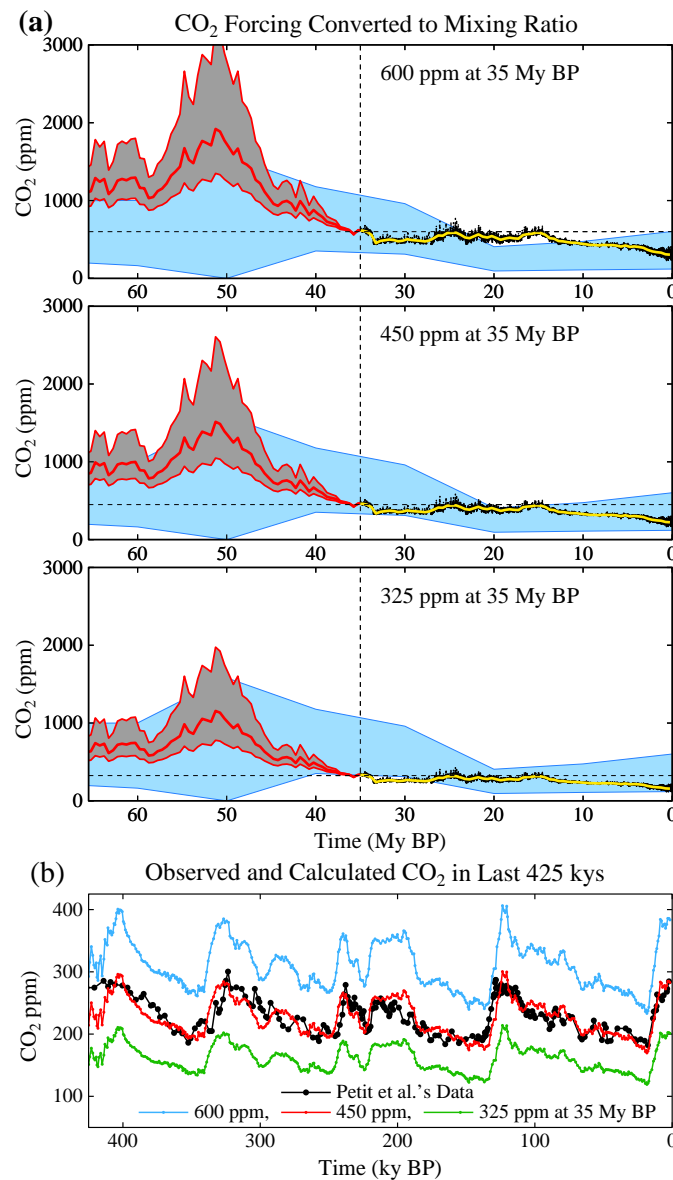 (a) CO₂ Forcing Converted to Mixing Ratio
3000
600 ppm at 35 My BP
2000
CO₂ (ppm)
1000
0
60 50 40 30 20 10 0
3000
450 ppm at 35 My BP
2000
CO₂ (ppm)
1000
0
60 50 40 30 20 10 0
3000
325 ppm at 35 My BP
2000
CO₂ (ppm)
1000
0
60 50 40 30 20 10 0
Time (My BP)
(b) Observed and Calculated CO₂ in Last 425 kys
400
300
CO₂ ppm
200
100
Petit et al.'s Data
600 ppm, 450 ppm, 325 ppm at 35 My BP
400 300 200 100 0
Time (ky BP)